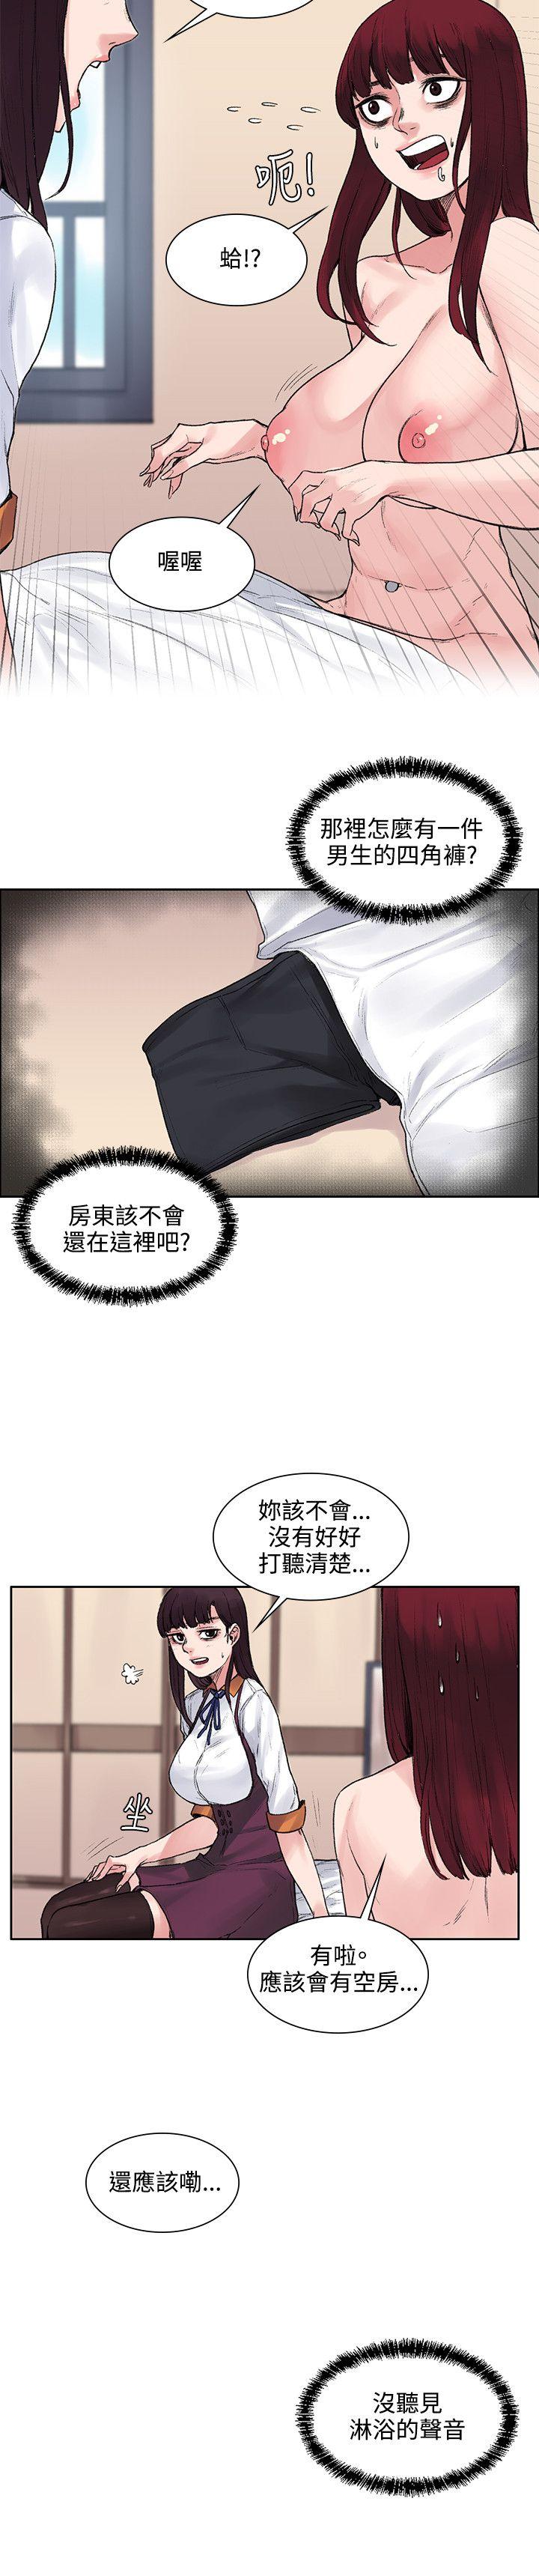 呃!
蛤!?
喔喔
那裡怎麼有一件
男生的四角褲?
房東該不會
還在這裡吧?
妳該不會...
沒有好好
打聽清楚...
坐
有啦。
應該會有空房...
還應該嘞...
沒聽見
淋浴的聲音